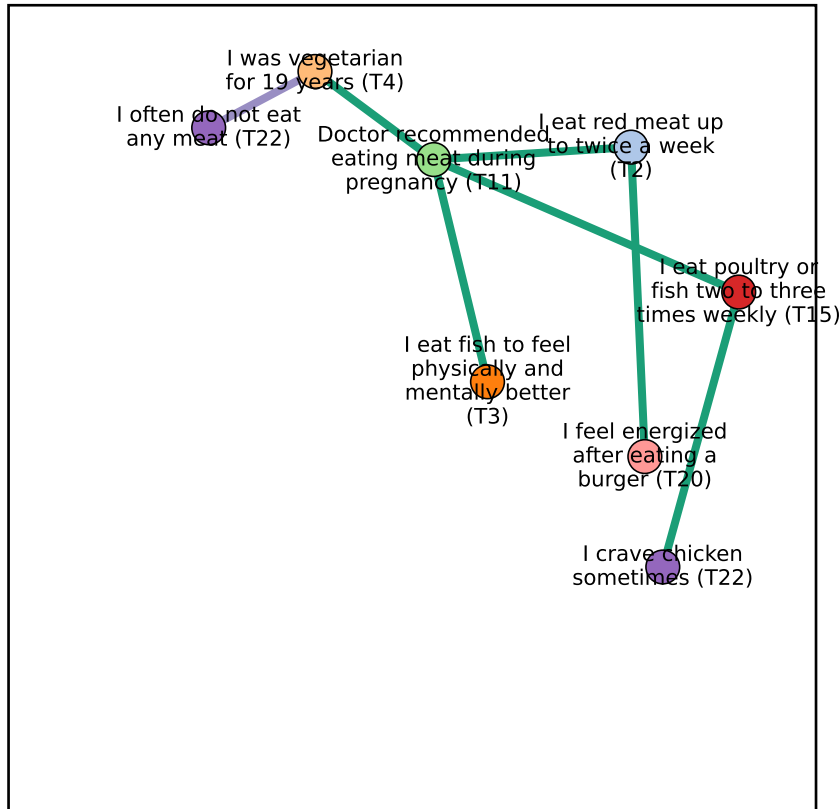 I was vegetarian
for 19 years (T4)
I often do not eat
any meat (T22)
Doctor recommended
eating meat during
pregnancy (T11)
I eat red meat up
to twice a week
(T2)
I eat poultry or
fish two to three
times weekly (T15)
I eat fish to feel
physically and
mentally better
(T3)
I feel energized
after eating a
burger (T20)
I crave chicken
sometimes (T22)